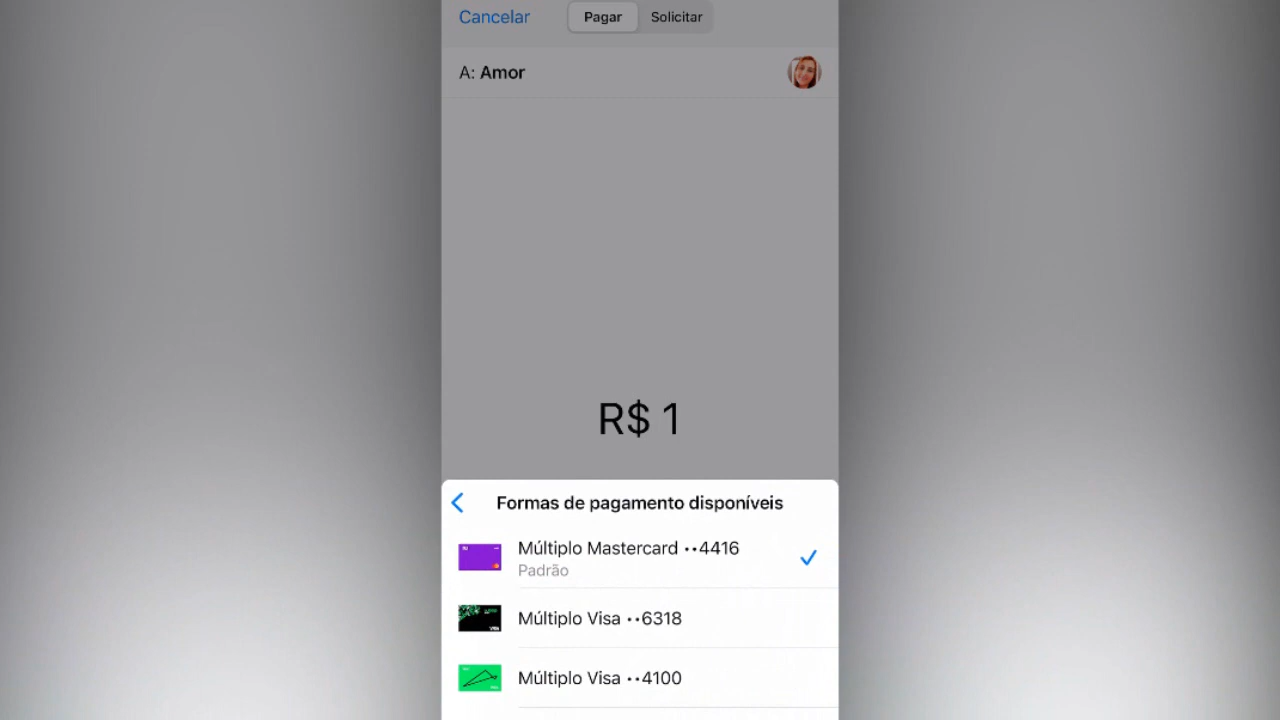 Cancelar
Pagar
Solicitar
A: Amor
R$ 1
Formas de pagamento disponíveis
Múltiplo Mastercard ••4416
Padrão
Múltiplo Visa ••6318
Múltiplo Visa ••4100